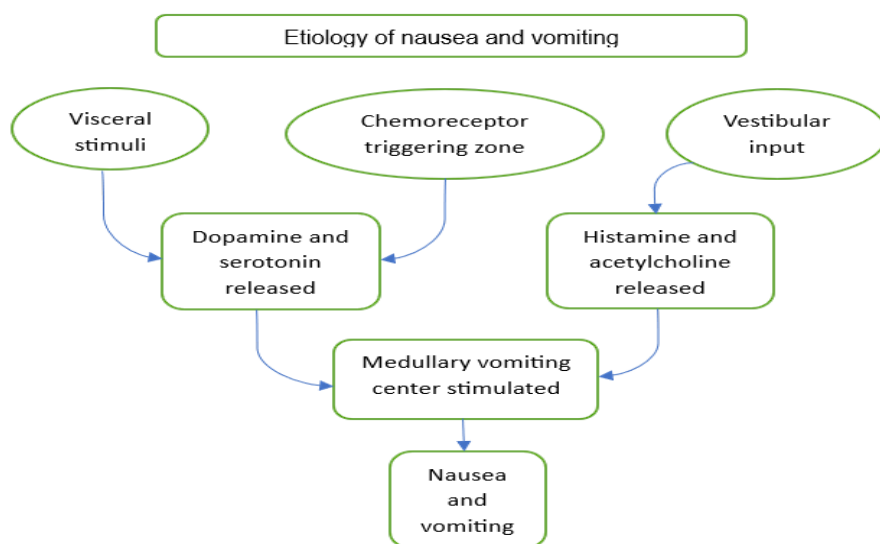 Etiology of nausea and vomiting
Visceral
stimuli
Chemoreceptor
triggering zone
Vestibular
input
Dopamine and
serotonin
released
Histamine and
acetylcholine
released
Medullary vomiting
center stimulated
Nausea
and
vomiting